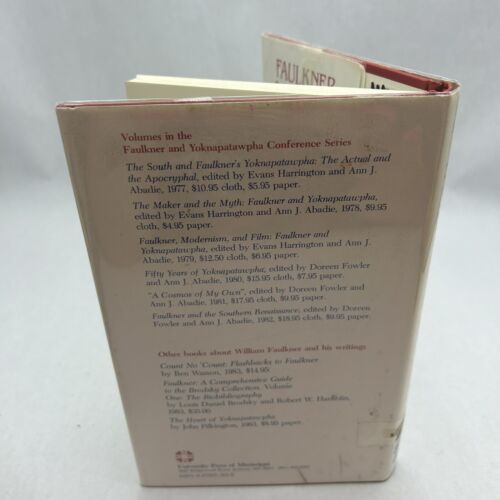 FAULKNER
Volumes in the
Faulkner and Yoknapatawpha Conference Series
The South and Faulkner's Yoknapatawpha: The Actual and
the Apocryphal, edited by Evans Harrington and Ann J.
Abadie, 1977, $10.95 cloth, $5.95 paper.
The Maker and the Myth: Faulkner and Yoknapatawpha,
edited by Evans Harrington and Ann J. Abadie, 1978, $9.95
cloth, $4.95 paper.
Faulkner, Modernism, and Film: Faulkner and
Yoknapatawpha, edited by Evans Harrington and Ann J.
Abadie, 1979, $12.50 cloth, $6.95 paper.
Fifty Years of Yoknapatawpha, edited by Doreen Fowler
and Ann J. Abadie, 1980, $15.95 cloth, $7.95 paper.
"A Cosmos of My Own", edited by Doreen Fowler and
Ann J. Abadie, 1981, $17.95 cloth, $9.95 paper.
Faulkner and the Southern Renaissance, edited by Doreen
Fowler and Ann J. Abadie, 1982, $18.95 cloth, $9.95 paper.
Other books about William Faulkner and his writings
Count No 'Count: Flashbacks to Faulkner
by Ben Wasson, 1983, $14.95
Faulkner: A Comprehensive Guide
to the Brodsky Collection. Volume
One: The Biobibliography
by Louis Daniel Brodsky and Robert W. Hamblin,
1983, $35.00
The Heart of Yoknapatawpha
by John Pilkington, 1983, $8.95 paper.
University Press of Mississippi